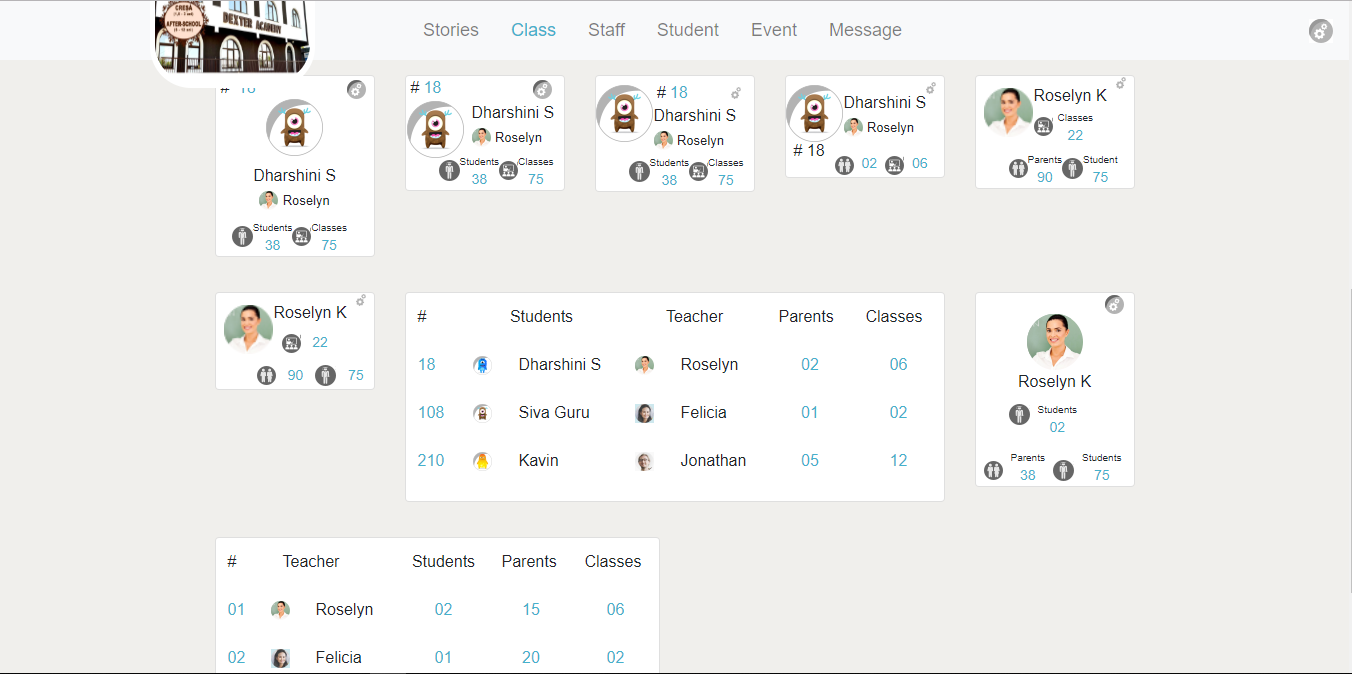 CRESA
AFTER-SCHOOL
DEXTER ACADEMY
Stories Class Staff Student Event Message
# 18
Dharshini S
Roselyn
Students Classes
38 75
# 18
Dharshini S
Roselyn
Students Classes
38 75
# 18
Dharshini S
Roselyn
Students Classes
38 75
Dharshini S
Roselyn
# 18
02 06
Roselyn K
Classes
22
Parents Student
90 75
Roselyn K
22
90 75
# Students Teacher Parents Classes
18 Dharshini S Roselyn 02 06
108 Siva Guru Felicia 01 02
210 Kavin Jonathan 05 12
Roselyn K
Students
02
Parents Students
38 75
# Teacher Students Parents Classes
01 Roselyn 02 15 06
02 Felicia 01 20 02